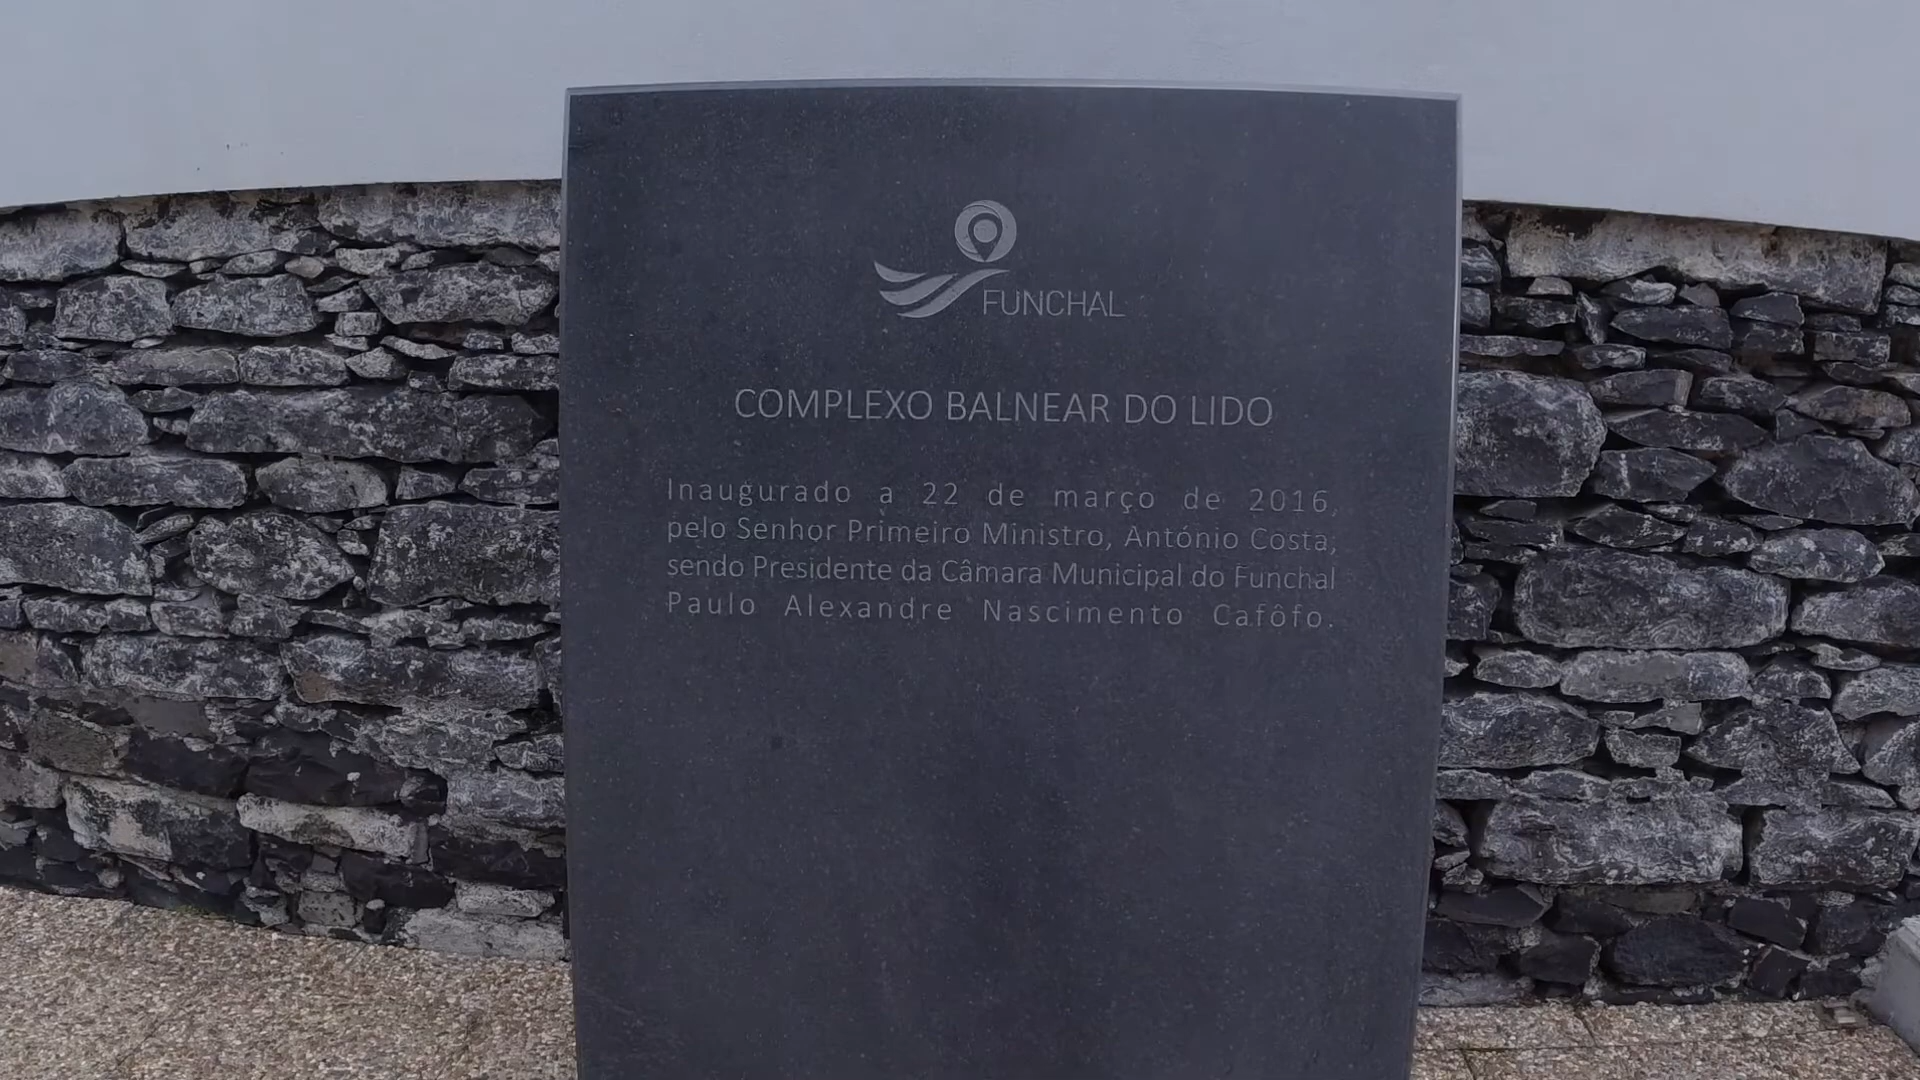 FUNCHAL
COMPLEXO BALNEAR DO LIDO
Inaugurado a 22 de março de 2016,
pelo Senhor Primeiro Ministro, António Costa,
sendo Presidente da Câmara Municipal do Funchal
Paulo Alexandre Nascimento Cafôfo.